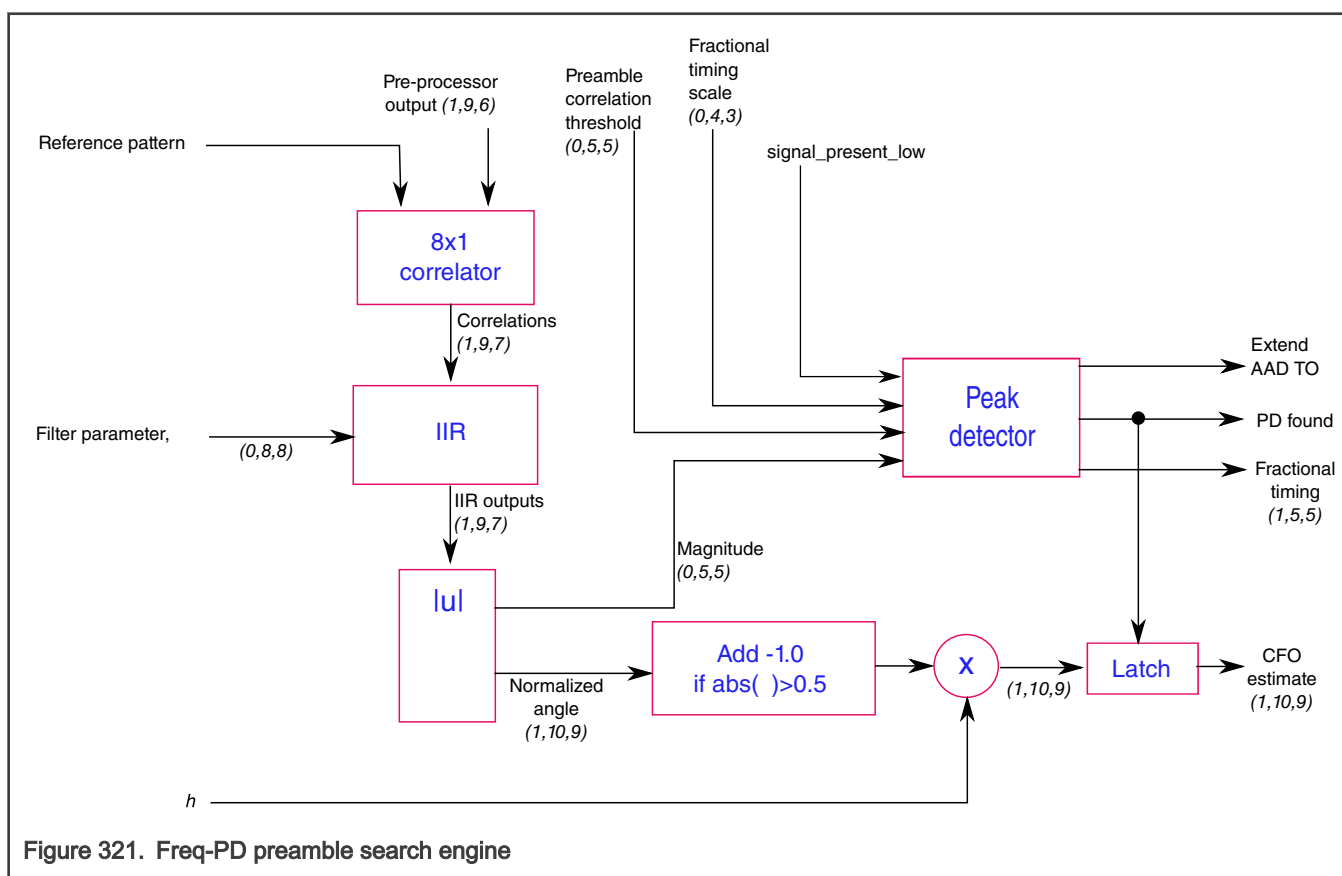 Pre-processor
output (1,9,6)
Reference pattern
Preamble
correlation
threshold
(0,5,5)
Fractional
timing
scale
(0,4,3)
signal_present_low
8x1
correlator
Correlations
(1,9,7)
Filter parameter,
(0,8,8)
IIR
IIR outputs
(1,9,7)
|u|
Magnitude
(0,5,5)
Normalized
angle
(1,10,9)
Add -1.0
if abs( )>0.5
X
(1,10,9)
h
Peak
detector
Extend
AAD TO
PD found
Fractional
timing
(1,5,5)
Latch
CFO
estimate
(1,10,9)
Figure 321. Freq-PD preamble search engine